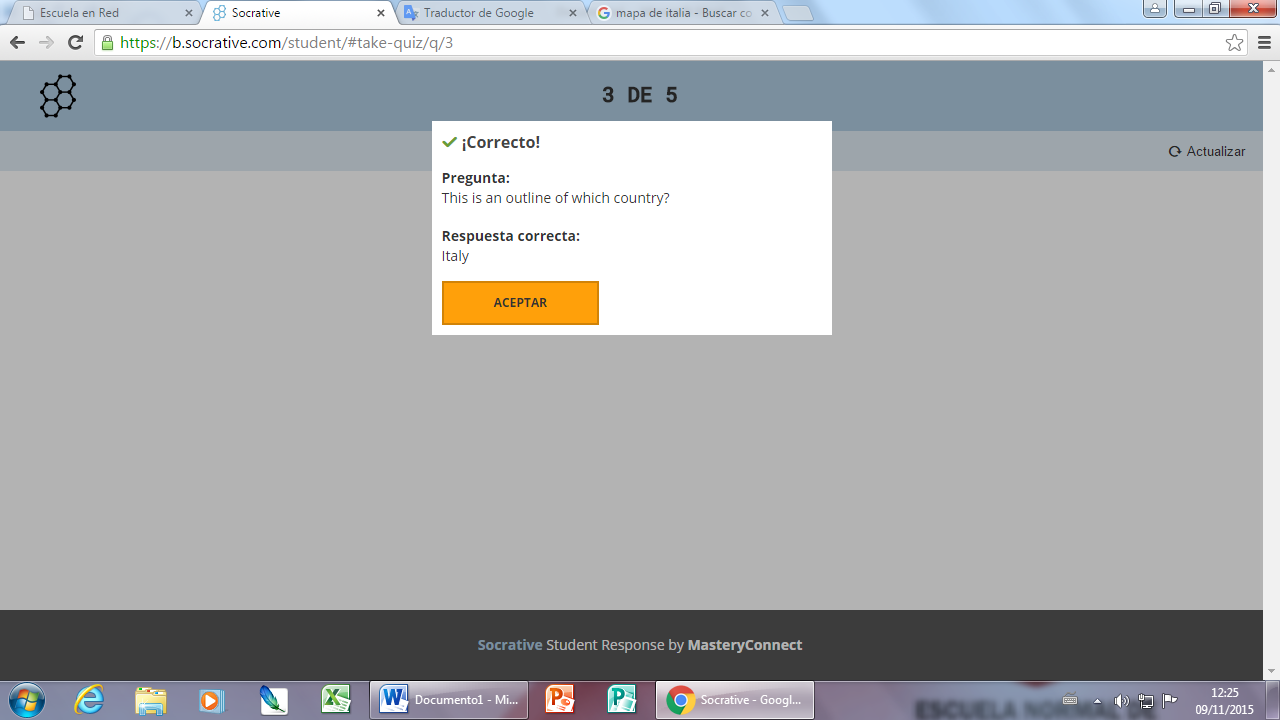 Escuela en Red
Socrative
Traductor de Google
mapa de italia - Buscar co
https://b.socrative.com/student/#take-quiz/q/3
3 DE 5
Actualizar
¡Correcto!
Pregunta:
This is an outline of which country?
Respuesta correcta:
Italy
ACEPTAR
Socrative Student Response by MasteryConnect
Documento1 - Mi...
Socrative - Googl...
12:25
09/11/2015